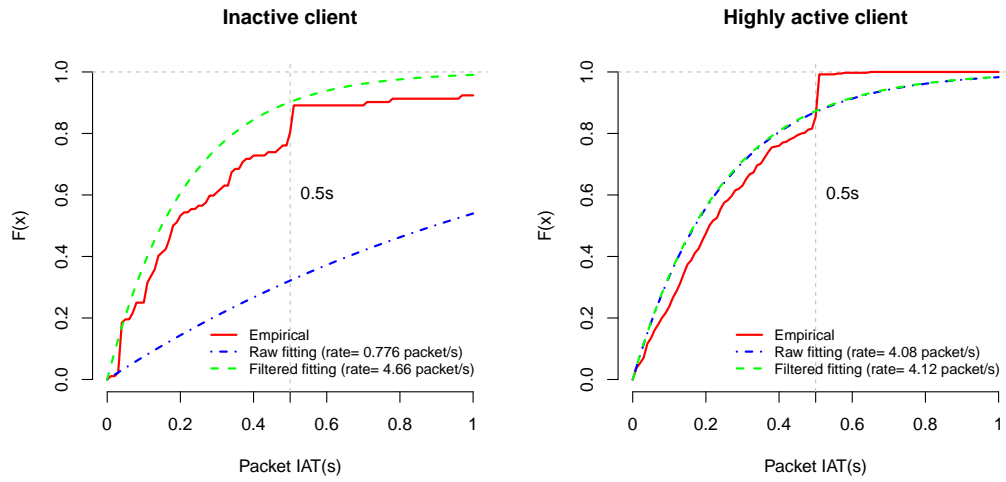 Inactive client
F(x)
1.0
0.8
0.6
0.4
0.2
0.0
0.5s
Empirical
Raw fitting (rate= 0.776 packet/s)
Filtered fitting (rate= 4.66 packet/s)
0 0.2 0.4 0.6 0.8 1
Packet IAT(s)
Highly active client
F(x)
1.0
0.8
0.6
0.4
0.2
0.0
0.5s
Empirical
Raw fitting (rate= 4.08 packet/s)
Filtered fitting (rate= 4.12 packet/s)
0 0.2 0.4 0.6 0.8 1
Packet IAT(s)